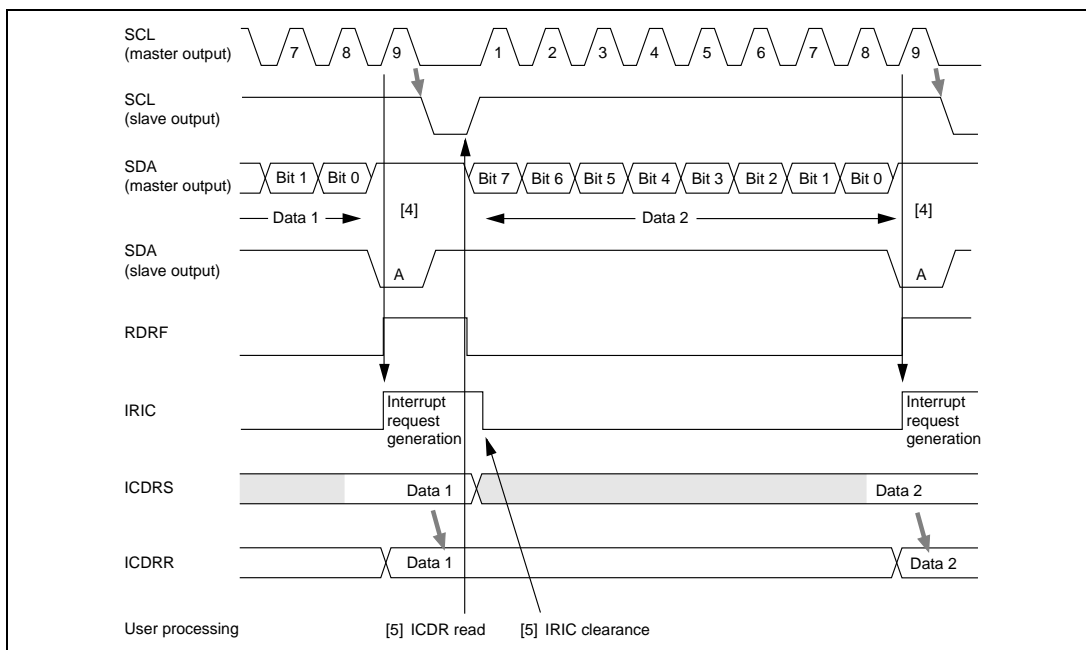 SCL
(master output)
7 8 9 1 2 3 4 5 6 7 8 9
SCL
(slave output)
SDA
(master output)
Bit 1 Bit 0 Bit 7 Bit 6 Bit 5 Bit 4 Bit 3 Bit 2 Bit 1 Bit 0
Data 1 [4] Data 2 [4]
SDA
(slave output)
A A
RDRF
IRIC
Interrupt
request
generation
Interrupt
request
generation
ICDRS
Data 1 Data 2
ICDRR
Data 1 Data 2
User processing [5] ICDR read [5] IRIC clearance